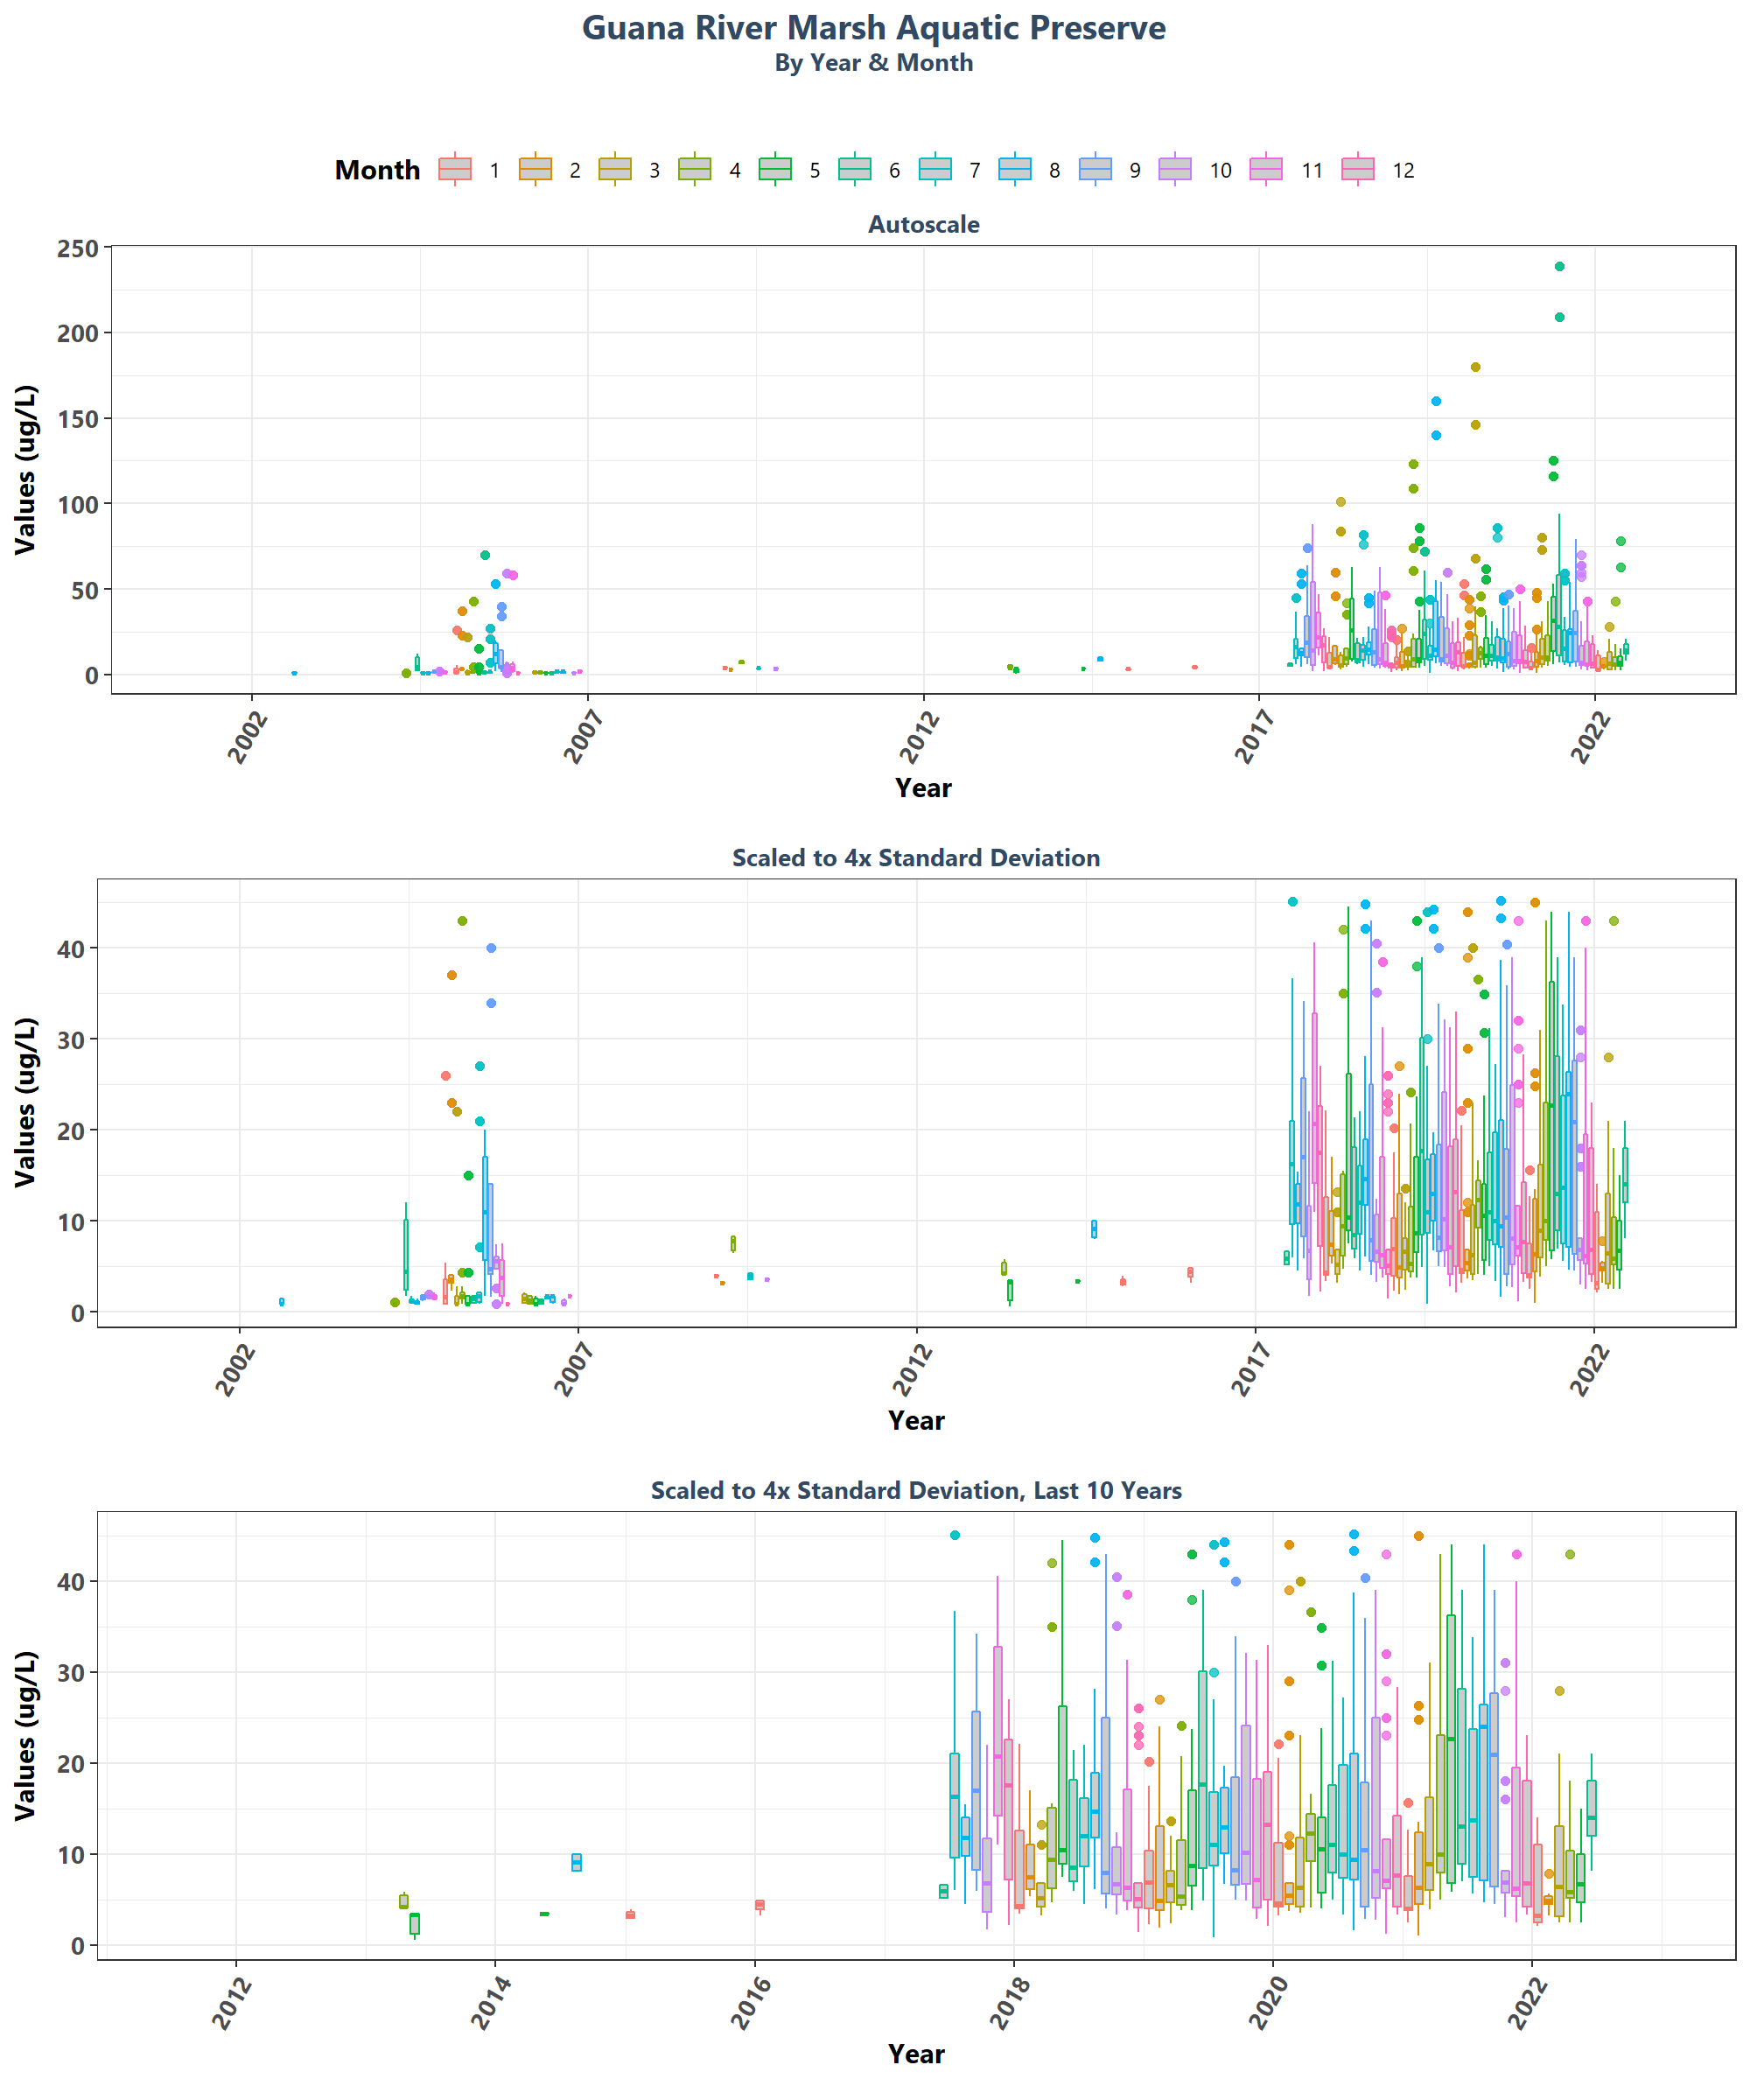 Guana River Marsh Aquatic Preserve
By Year & Month
Month 1 2 3 4 5 6 7 8 9 10 11 12
Autoscale
Values (ug/L)
250
200
150
100
50
0
2002 2007 2012 2017 2022
Year
Scaled to 4x Standard Deviation
Values (ug/L)
40
30
20
10
0
2002 2007 2012 2017 2022
Year
Scaled to 4x Standard Deviation, Last 10 Years
Values (ug/L)
40
30
20
10
0
2012 2014 2016 2018 2020 2022
Year